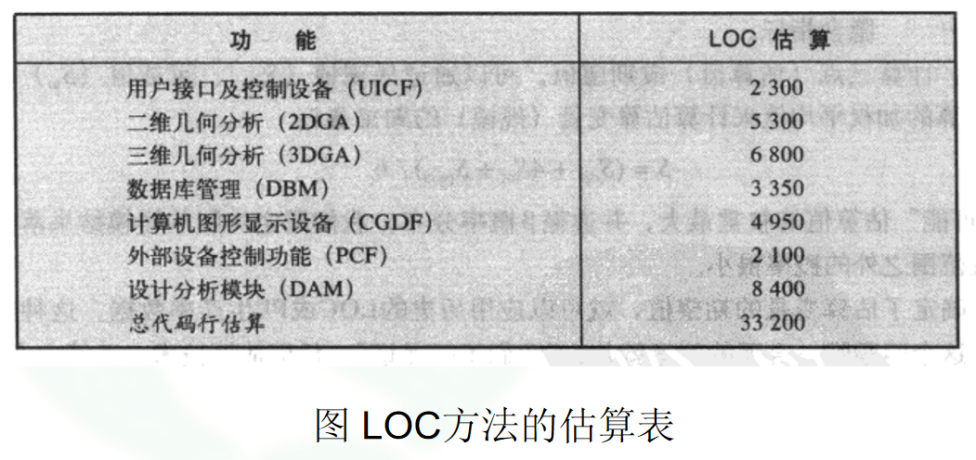 功 能 LOC 估 算
用户接口及控制设备（UICF） 2 300
二维几何分析（2DGA） 5 300
三维几何分析（3DGA） 6 800
数据库管理（DBM） 3 350
计算机图形显示设备（CGDF） 4 950
外部设备控制功能（PCF） 2 100
设计分析模块（DAM） 8 400
总代码行估算 33 200
图 LOC方法的估算表